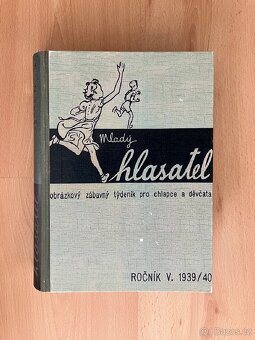 Mladý
hlasatel
obrázkový zábavný týdeník pro chlapce a děvčata
ROČNÍK V. 1939/40